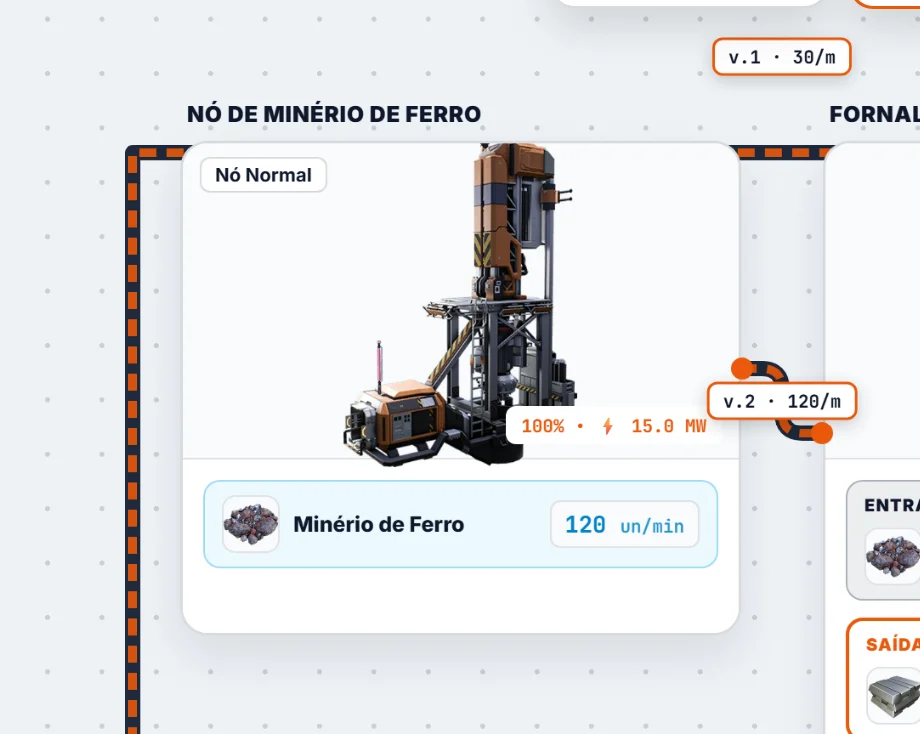 v.1 · 30/m
NÓ DE MINÉRIO DE FERRO
FORNAL
Nó Normal
v.2 · 120/m
100% • ⚡ 15.0 MW
Minério de Ferro
120 un/min
ENTRA
SAÍDA